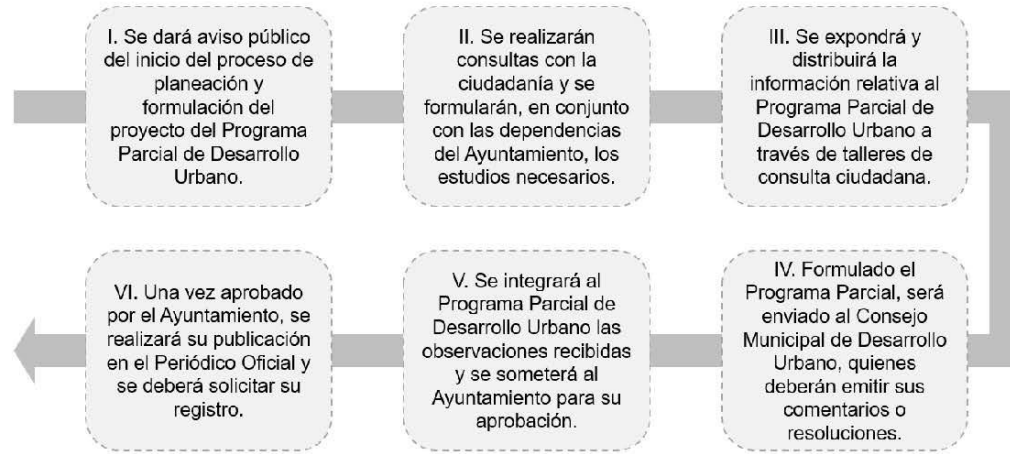 I. Se dará aviso público
del inicio del proceso de
planeación y
formulación del
proyecto del Programa
Parcial de Desarrollo
Urbano.
II. Se realizarán
consultas con la
ciudadanía y se
formularán, en conjunto
con las dependencias
del Ayuntamiento, los
estudios necesarios.
III. Se expondrá y
distribuirá la
información relativa al
Programa Parcial de
Desarrollo Urbano a
través de talleres de
consulta ciudadana.
IV. Formulado el
Programa Parcial, será
enviado al Consejo
Municipal de Desarrollo
Urbano, quienes
deberán emitir sus
comentarios o
resoluciones.
V. Se integrará al
Programa Parcial de
Desarrollo Urbano las
observaciones recibidas
y se someterá al
Ayuntamiento para su
aprobación.
VI. Una vez aprobado
por el Ayuntamiento, se
realizará su publicación
en el Periódico Oficial y
se deberá solicitar su
registro.